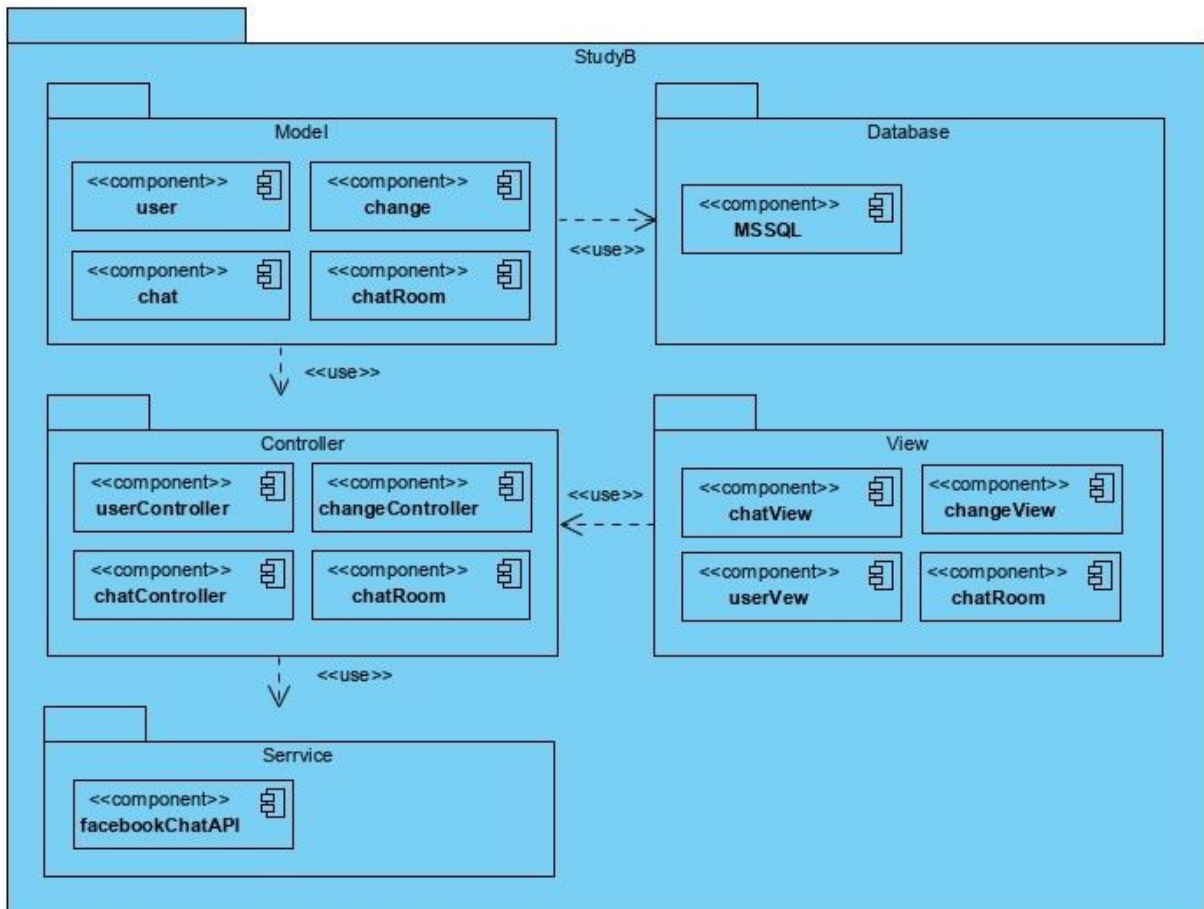 StudyB
Model
<<component>>
user
<<component>>
change
<<component>>
chat
<<component>>
chatRoom
<<use>>
Database
<<component>>
MSSQL
<<use>>
Controller
<<component>>
userController
<<component>>
changeController
<<component>>
chatController
<<component>>
chatRoom
<<use>>
View
<<component>>
chatView
<<component>>
changeView
<<component>>
userVew
<<component>>
chatRoom
<<use>>
Serrvice
<<component>>
facebookChatAPI